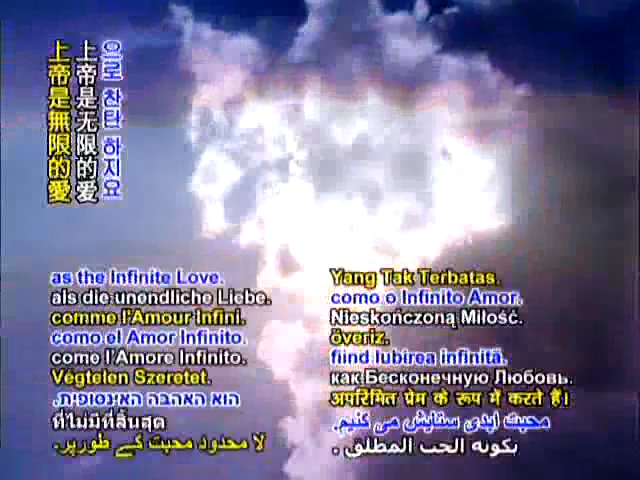 上帝是無限的愛
上帝是无限的爱
으로 찬탄 하지요
as the Infinite Love.
als die unendliche Liebe.
comme l'Amour Infini.
como el Amor Infinito.
come l'Amore Infinito.
Végtelen Szeretet.
הוא האהבה האינסופית.
ที่ไม่มีที่สิ้นสุด
لا محدود محبت کے طورپر.
Yang Tak Terbatas.
como o Infinito Amor.
Nieskończoną Miłość.
överiz.
fiind Iubirea infinită.
как Бесконечную Любовь.
अपरिमित प्रेम के रूप में करते हैं।
محبت ابدی ستایش می کنیم.
بكونه الحب المطلق .